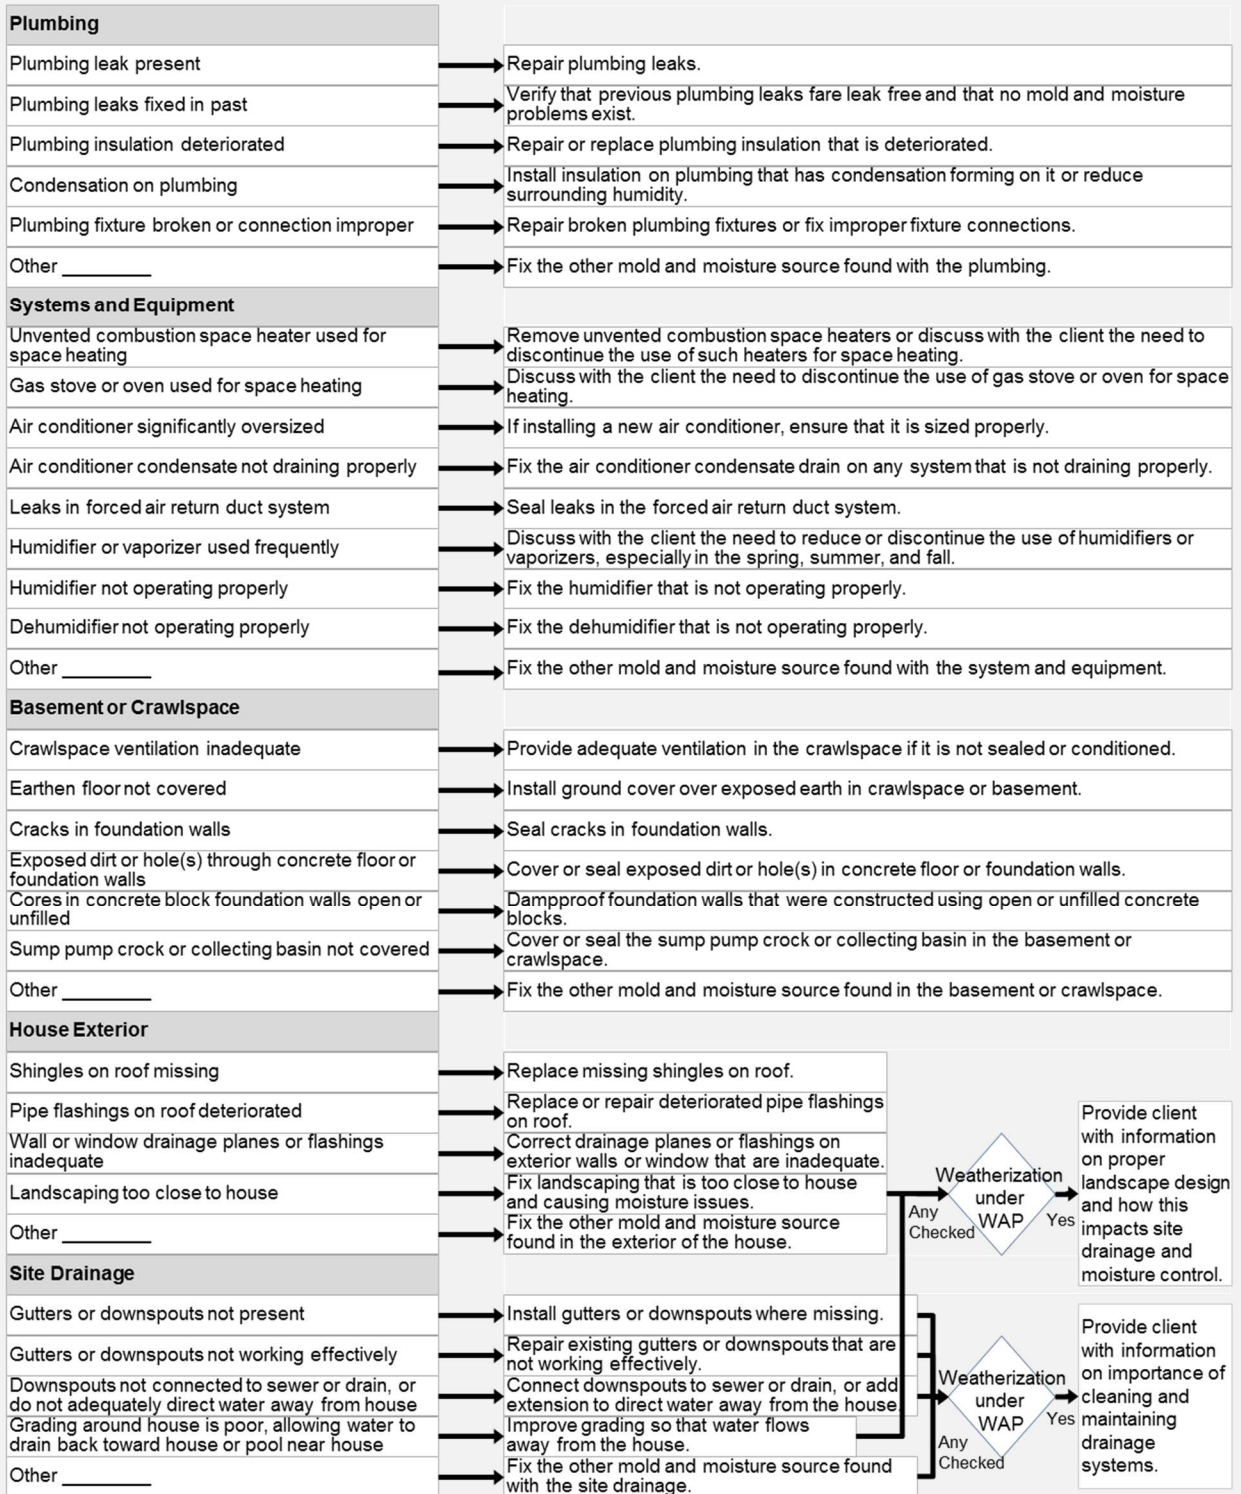 Plumbing
Plumbing leak present
Repair plumbing leaks.
Plumbing leaks fixed in past
Verify that previous plumbing leaks fare leak free and that no mold and moisture
problems exist.
Plumbing insulation deteriorated
Repair or replace plumbing insulation that is deteriorated.
Condensation on plumbing
Install insulation on plumbing that has condensation forming on it or reduce
surrounding humidity.
Plumbing fixture broken or connection improper
Repair broken plumbing fixtures or fix improper fixture connections.
Other ________
Fix the other mold and moisture source found with the plumbing.
Systems and Equipment
Unvented combustion space heater used for
space heating
Remove unvented combustion space heaters or discuss with the client the need to
discontinue the use of such heaters for space heating.
Gas stove or oven used for space heating
Discuss with the client the need to discontinue the use of gas stove or oven for space
heating.
Air conditioner significantly oversized
If installing a new air conditioner, ensure that it is sized properly.
Air conditioner condensate not draining properly
Fix the air conditioner condensate drain on any system that is not draining properly.
Leaks in forced air return duct system
Seal leaks in the forced air return duct system.
Humidifier or vaporizer used frequently
Discuss with the client the need to reduce or discontinue the use of humidifiers or
vaporizers, especially in the spring, summer, and fall.
Humidifier not operating properly
Fix the humidifier that is not operating properly.
Dehumidifier not operating properly
Fix the dehumidifier that is not operating properly.
Other ________
Fix the other mold and moisture source found with the system and equipment.
Basement or Crawlspace
Crawlspace ventilation inadequate
Provide adequate ventilation in the crawlspace if it is not sealed or conditioned.
Earthen floor not covered
Install ground cover over exposed earth in crawlspace or basement.
Cracks in foundation walls
Seal cracks in foundation walls.
Exposed dirt or hole(s) through concrete floor or
foundation walls
Cover or seal exposed dirt or hole(s) in concrete floor or foundation walls.
Cores in concrete block foundation walls open or
unfilled
Dampproof foundation walls that were constructed using open or unfilled concrete
blocks.
Sump pump crock or collecting basin not covered
Cover or seal the sump pump crock or collecting basin in the basement or
crawlspace.
Other ________
Fix the other mold and moisture source found in the basement or crawlspace.
House Exterior
Shingles on roof missing
Replace missing shingles on roof.
Pipe flashings on roof deteriorated
Replace or repair deteriorated pipe flashings
on roof.
Wall or window drainage planes or flashings
inadequate
Correct drainage planes or flashings on
exterior walls or window that are inadequate.
Landscaping too close to house
Fix landscaping that is too close to house
and causing moisture issues.
Other ________
Fix the other mold and moisture source
found in the exterior of the house.
Any
Checked
Weatherization
under
WAP
Yes
Provide client
with information
on proper
landscape design
and how this
impacts site
drainage and
moisture control.
Site Drainage
Gutters or downspouts not present
Install gutters or downspouts where missing.
Gutters or downspouts not working effectively
Repair existing gutters or downspouts that are
not working effectively.
Downspouts not connected to sewer or drain, or
do not adequately direct water away from house
Connect downspouts to sewer or drain, or add
extension to direct water away from the house.
Grading around house is poor, allowing water to
drain back toward house or pool near house
Improve grading so that water flows
away from the house.
Other ________
Fix the other mold and moisture source found
with the site drainage.
Any
Checked
Weatherization
under
WAP
Yes
Provide client
with information
on importance of
cleaning and
maintaining
drainage
systems.